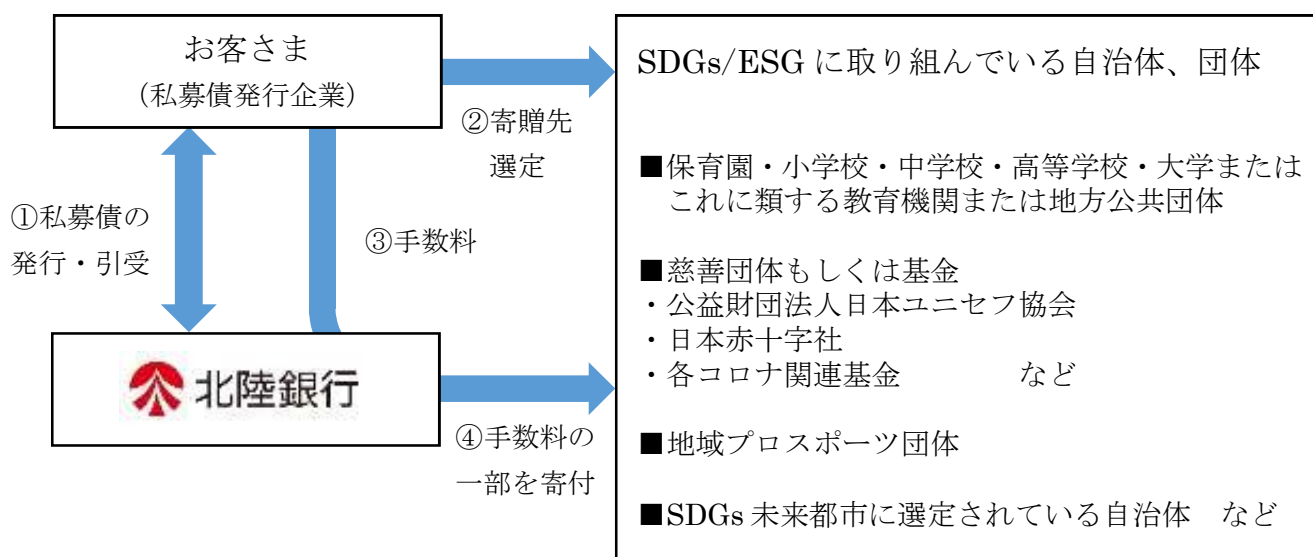 お客さま
(私募債発行企業)
①私募債の
発行・引受
②寄贈先
選定
③手数料
北陸銀行
④手数料の
一部を寄付
SDGs/ESG に取り組んでいる自治体、団体
■保育園・小学校・中学校・高等学校・大学または
これに類する教育機関または地方公共団体
■慈善団体もしくは基金
・公益財団法人日本ユニセフ協会
・日本赤十字社
・各コロナ関連基金　　　　など
■地域プロスポーツ団体
■SDGs 未来都市に選定されている自治体　など